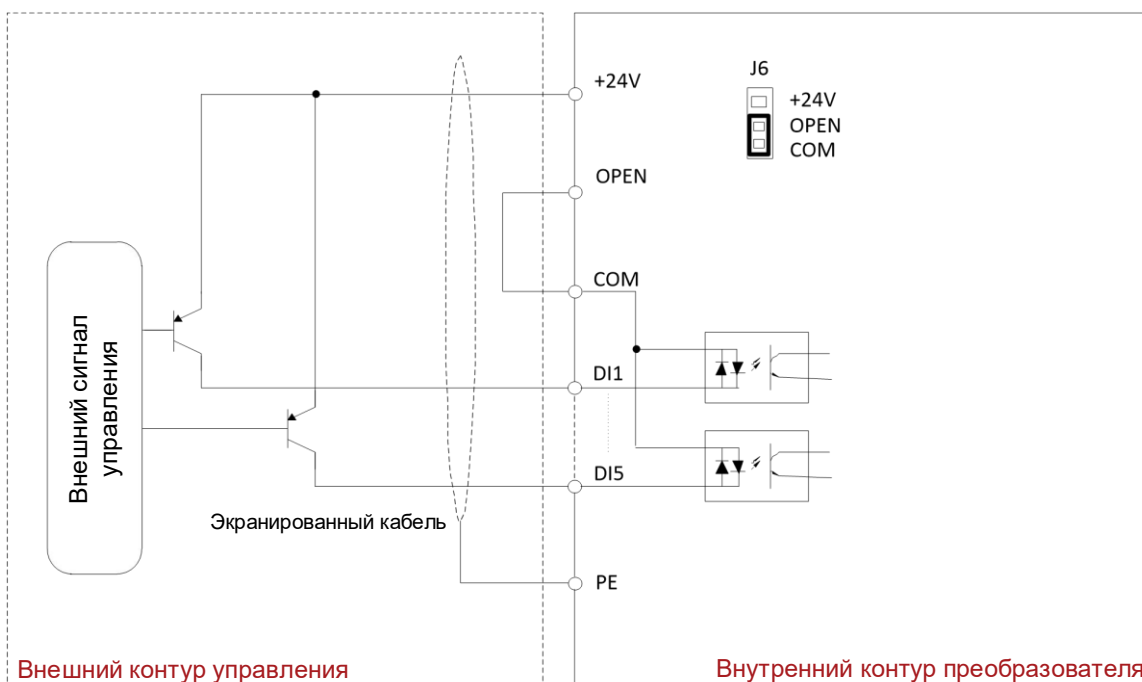 J6
+24V
+24V
OPEN
COM
OPEN
COM
Внешний сигнал
управления
DI1
DI5
Экранированный кабель
PE
Внешний контур управления
Внутренний контур преобразователя